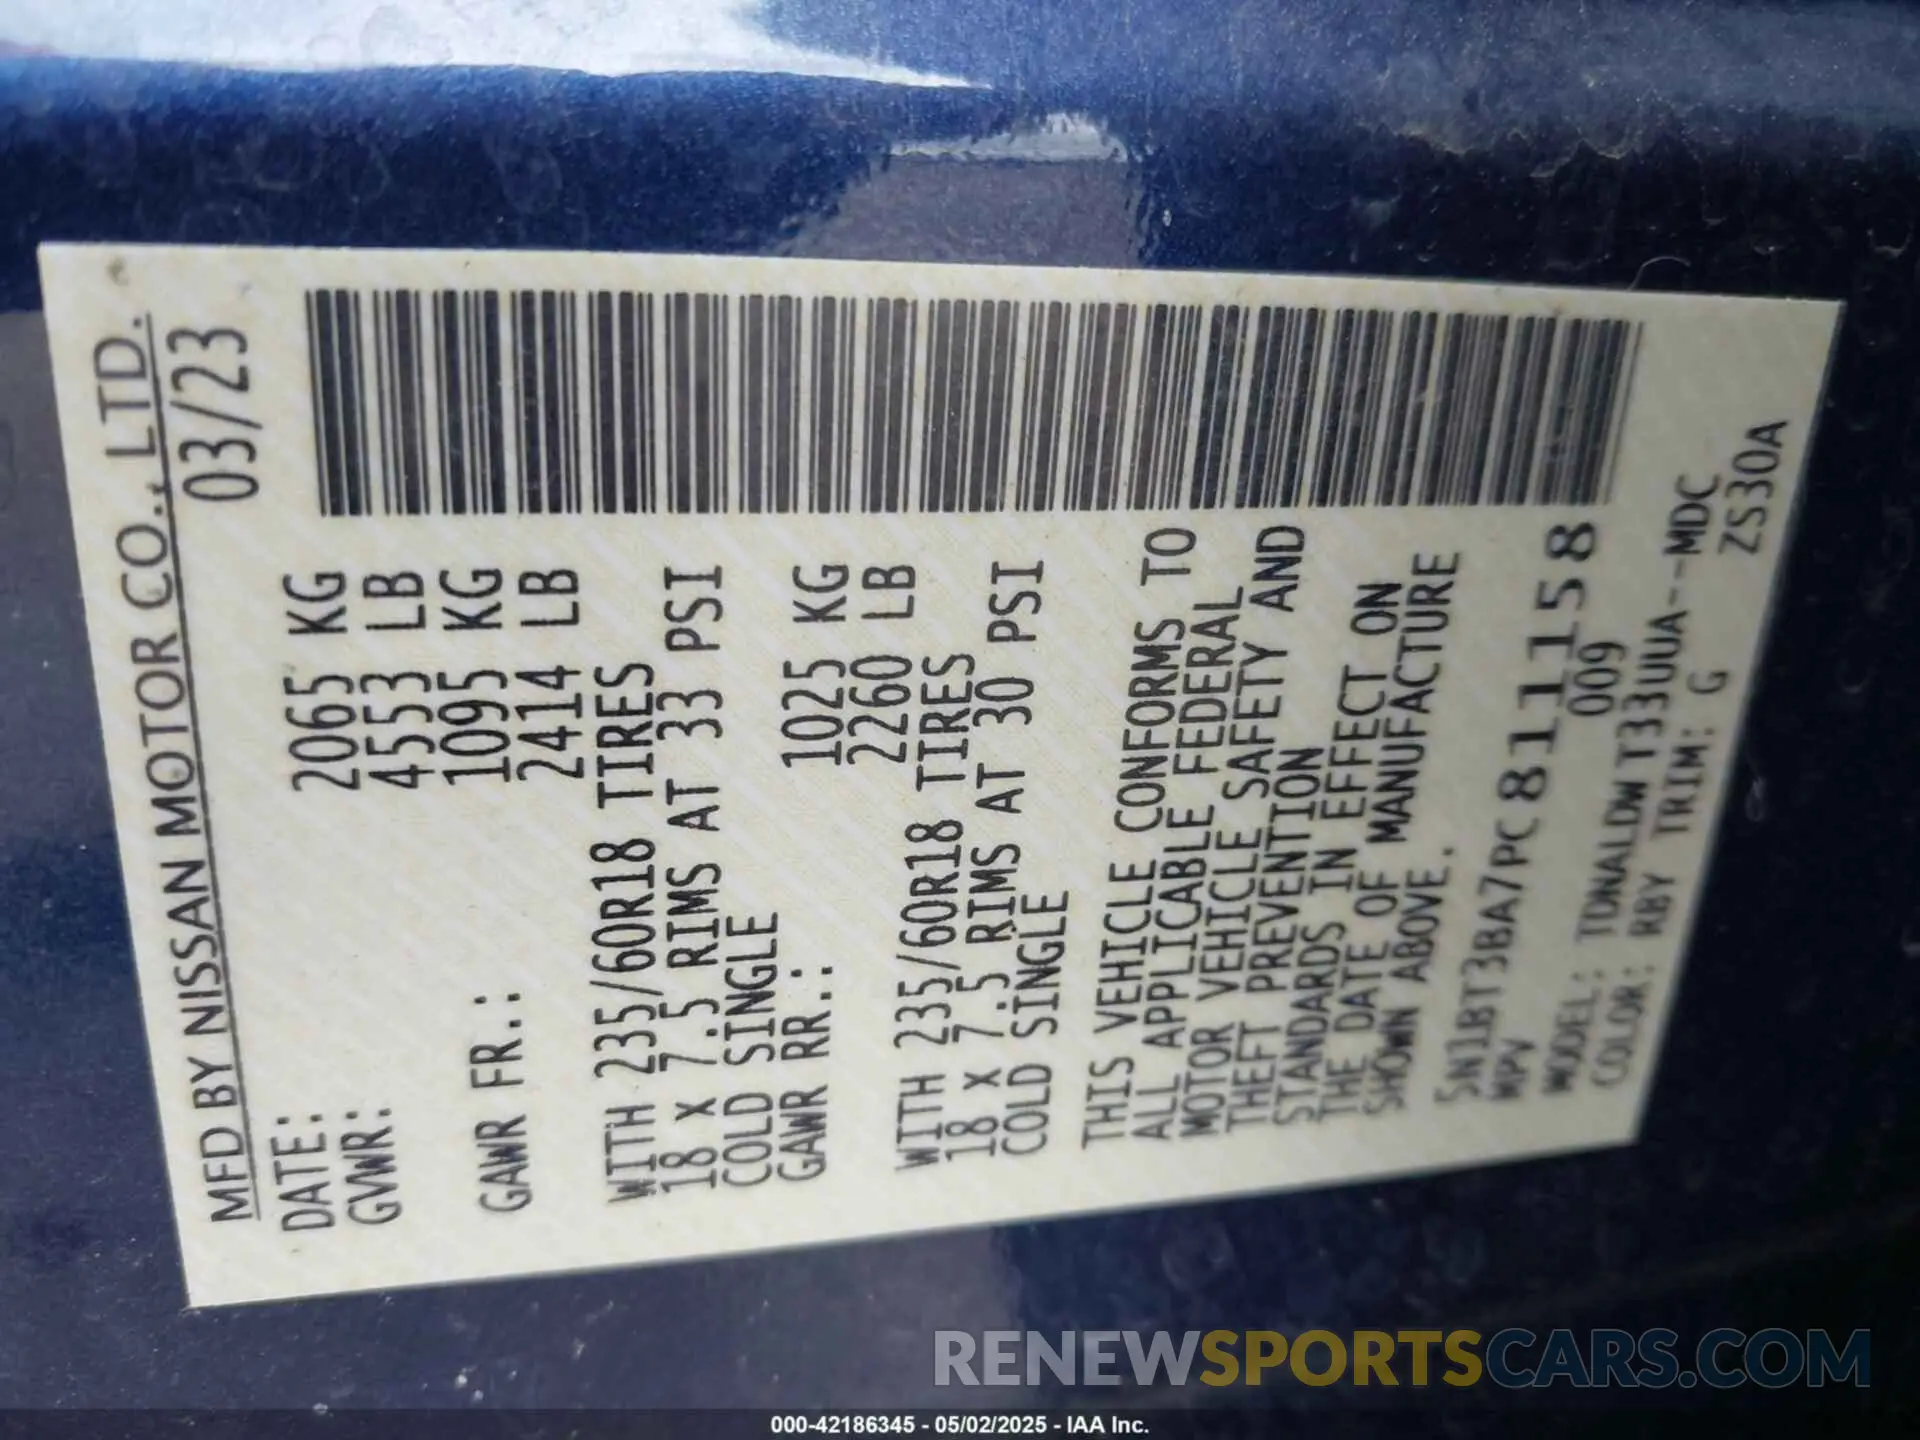 MFD BY NISSAN MOTOR CO., LTD.
DATE: 03/23
GVWR: 2065 KG
4553 LB
GAWR FR.: 1095 KG
2414 LB
WITH 235/60R18 TIRES
18 X 7.5 RIMS AT 33 PSI
COLD SINGLE
GAWR RR.: 1025 KG
2260 LB
WITH 235/60R18 TIRES
18 X 7.5 RIMS AT 30 PSI
COLD SINGLE
THIS VEHICLE CONFORMS TO
ALL APPLICABLE FEDERAL
MOTOR VEHICLE SAFETY AND
THEFT PREVENTION
STANDARDS IN EFFECT ON
THE DATE OF MANUFACTURE
SHOWN ABOVE.
5N1BT3BA7PC811158
MPV 009
MODEL: TDNALDWT33UUA--MDC
COLOR: RBY TRIM: G ZS30A
RENEWSPORTSCARS.COM
000-42186345 - 05/02/2025 - IAA Inc.